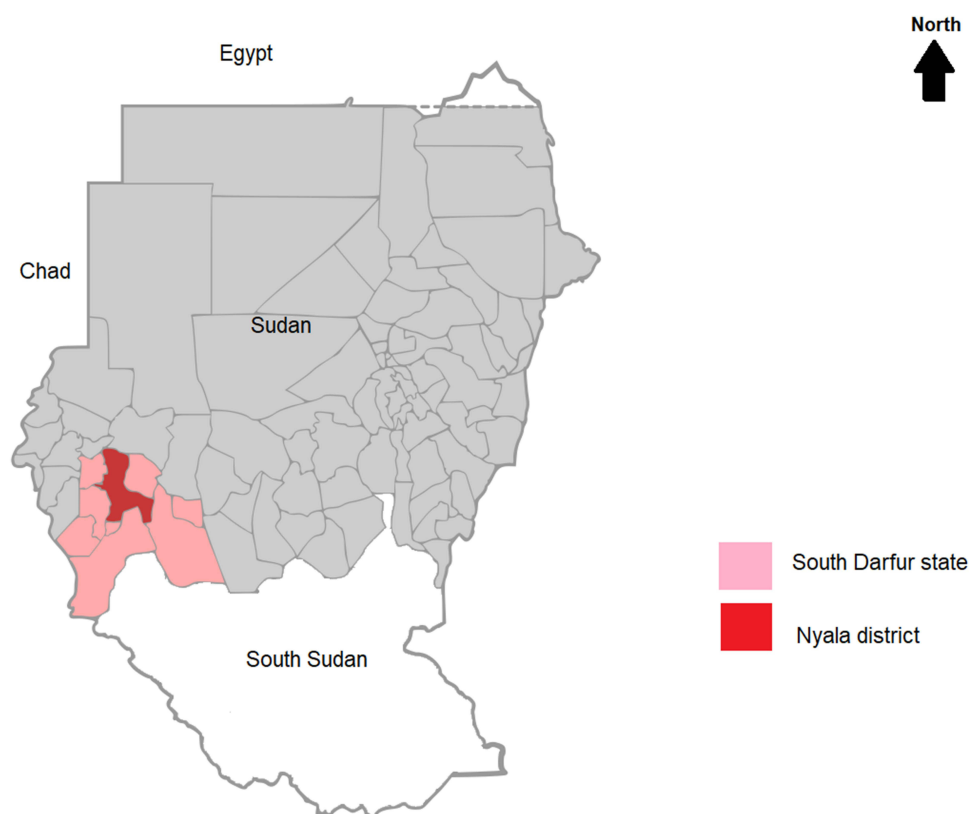 North
Egypt
Chad
Sudan
South Darfur state
Nyala district
South Sudan